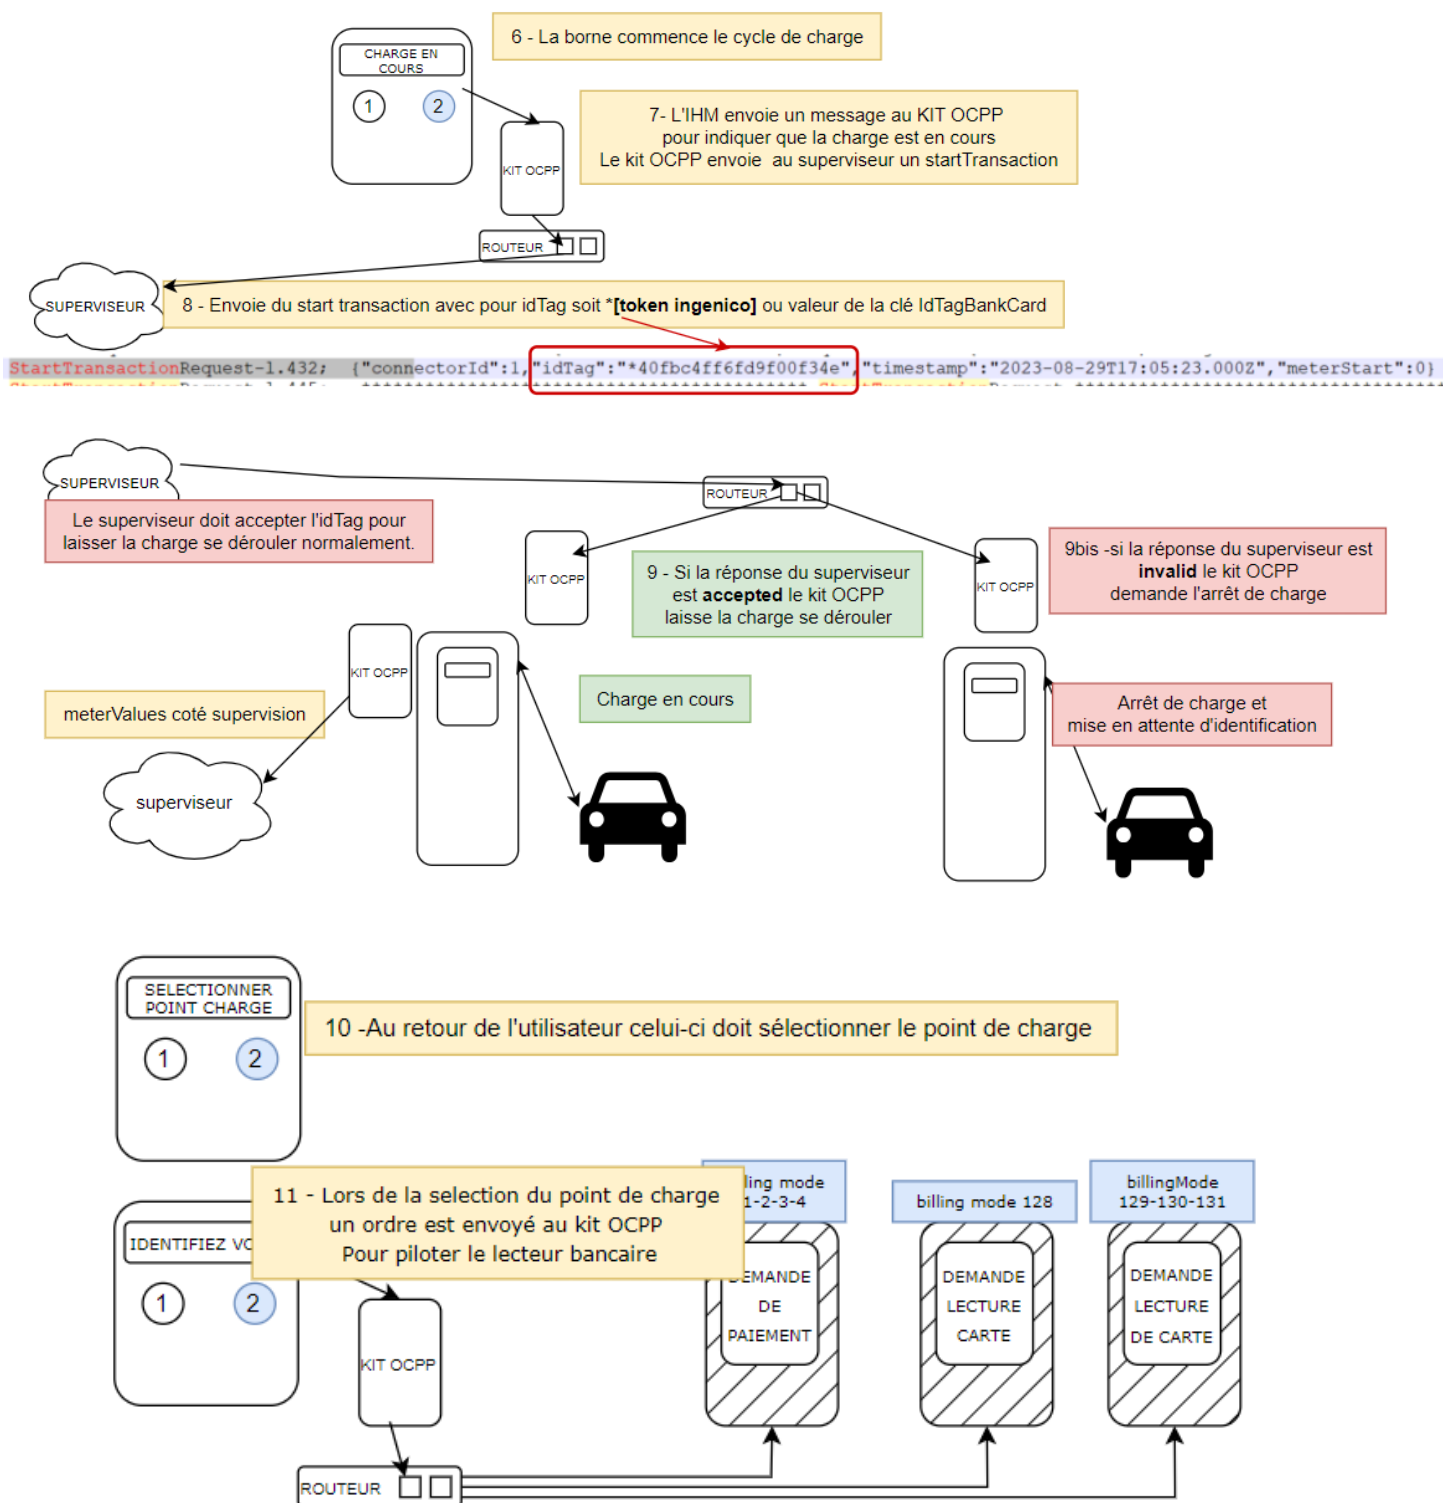 6 - La borne commence le cycle de charge
CHARGE EN
COURS
1
2
7- L'IHM envoie un message au KIT OCPP
pour indiquer que la charge est en cours
Le kit OCPP envoie au superviseur un startTransaction
KIT OCPP
ROUTEUR
SUPERVISEUR
8 - Envoie du start transaction avec pour idTag soit *[token ingenico] ou valeur de la clé IdTagBankCard
StartTransactionRequest-1.432; {"connectorId":1,"idTag":"*40fbc4ff6fd9f00f34e","timestamp":"2023-08-29T17:05:23.000Z","meterStart":0}
SUPERVISEUR
ROUTEUR
Le superviseur doit accepter l'idTag pour
laisser la charge se dérouler normalement.
KIT OCPP
9 - Si la réponse du superviseur
est accepted le kit OCPP
laisse la charge se dérouler
KIT OCPP
9bis -si la réponse du superviseur est
invalid le kit OCPP
demande l'arrêt de charge
KIT OCPP
meterValues coté supervision
Charge en cours
Arrêt de charge et
mise en attente d'identification
superviseur
SELECTIONNER
POINT CHARGE
1
2
10 -Au retour de l'utilisateur celui-ci doit sélectionner le point de charge
11 - Lors de la selection du point de charge
un ordre est envoyé au kit OCPP
Pour piloter le lecteur bancaire
mode
1-2-3-4
billing mode 128
billingMode
129-130-131
IDENTIFIEZ
1
2
KIT OCPP
DEMANDE
DE
PAIEMENT
DEMANDE
LECTURE
CARTE
DEMANDE
LECTURE
DE CARTE
ROUTEUR